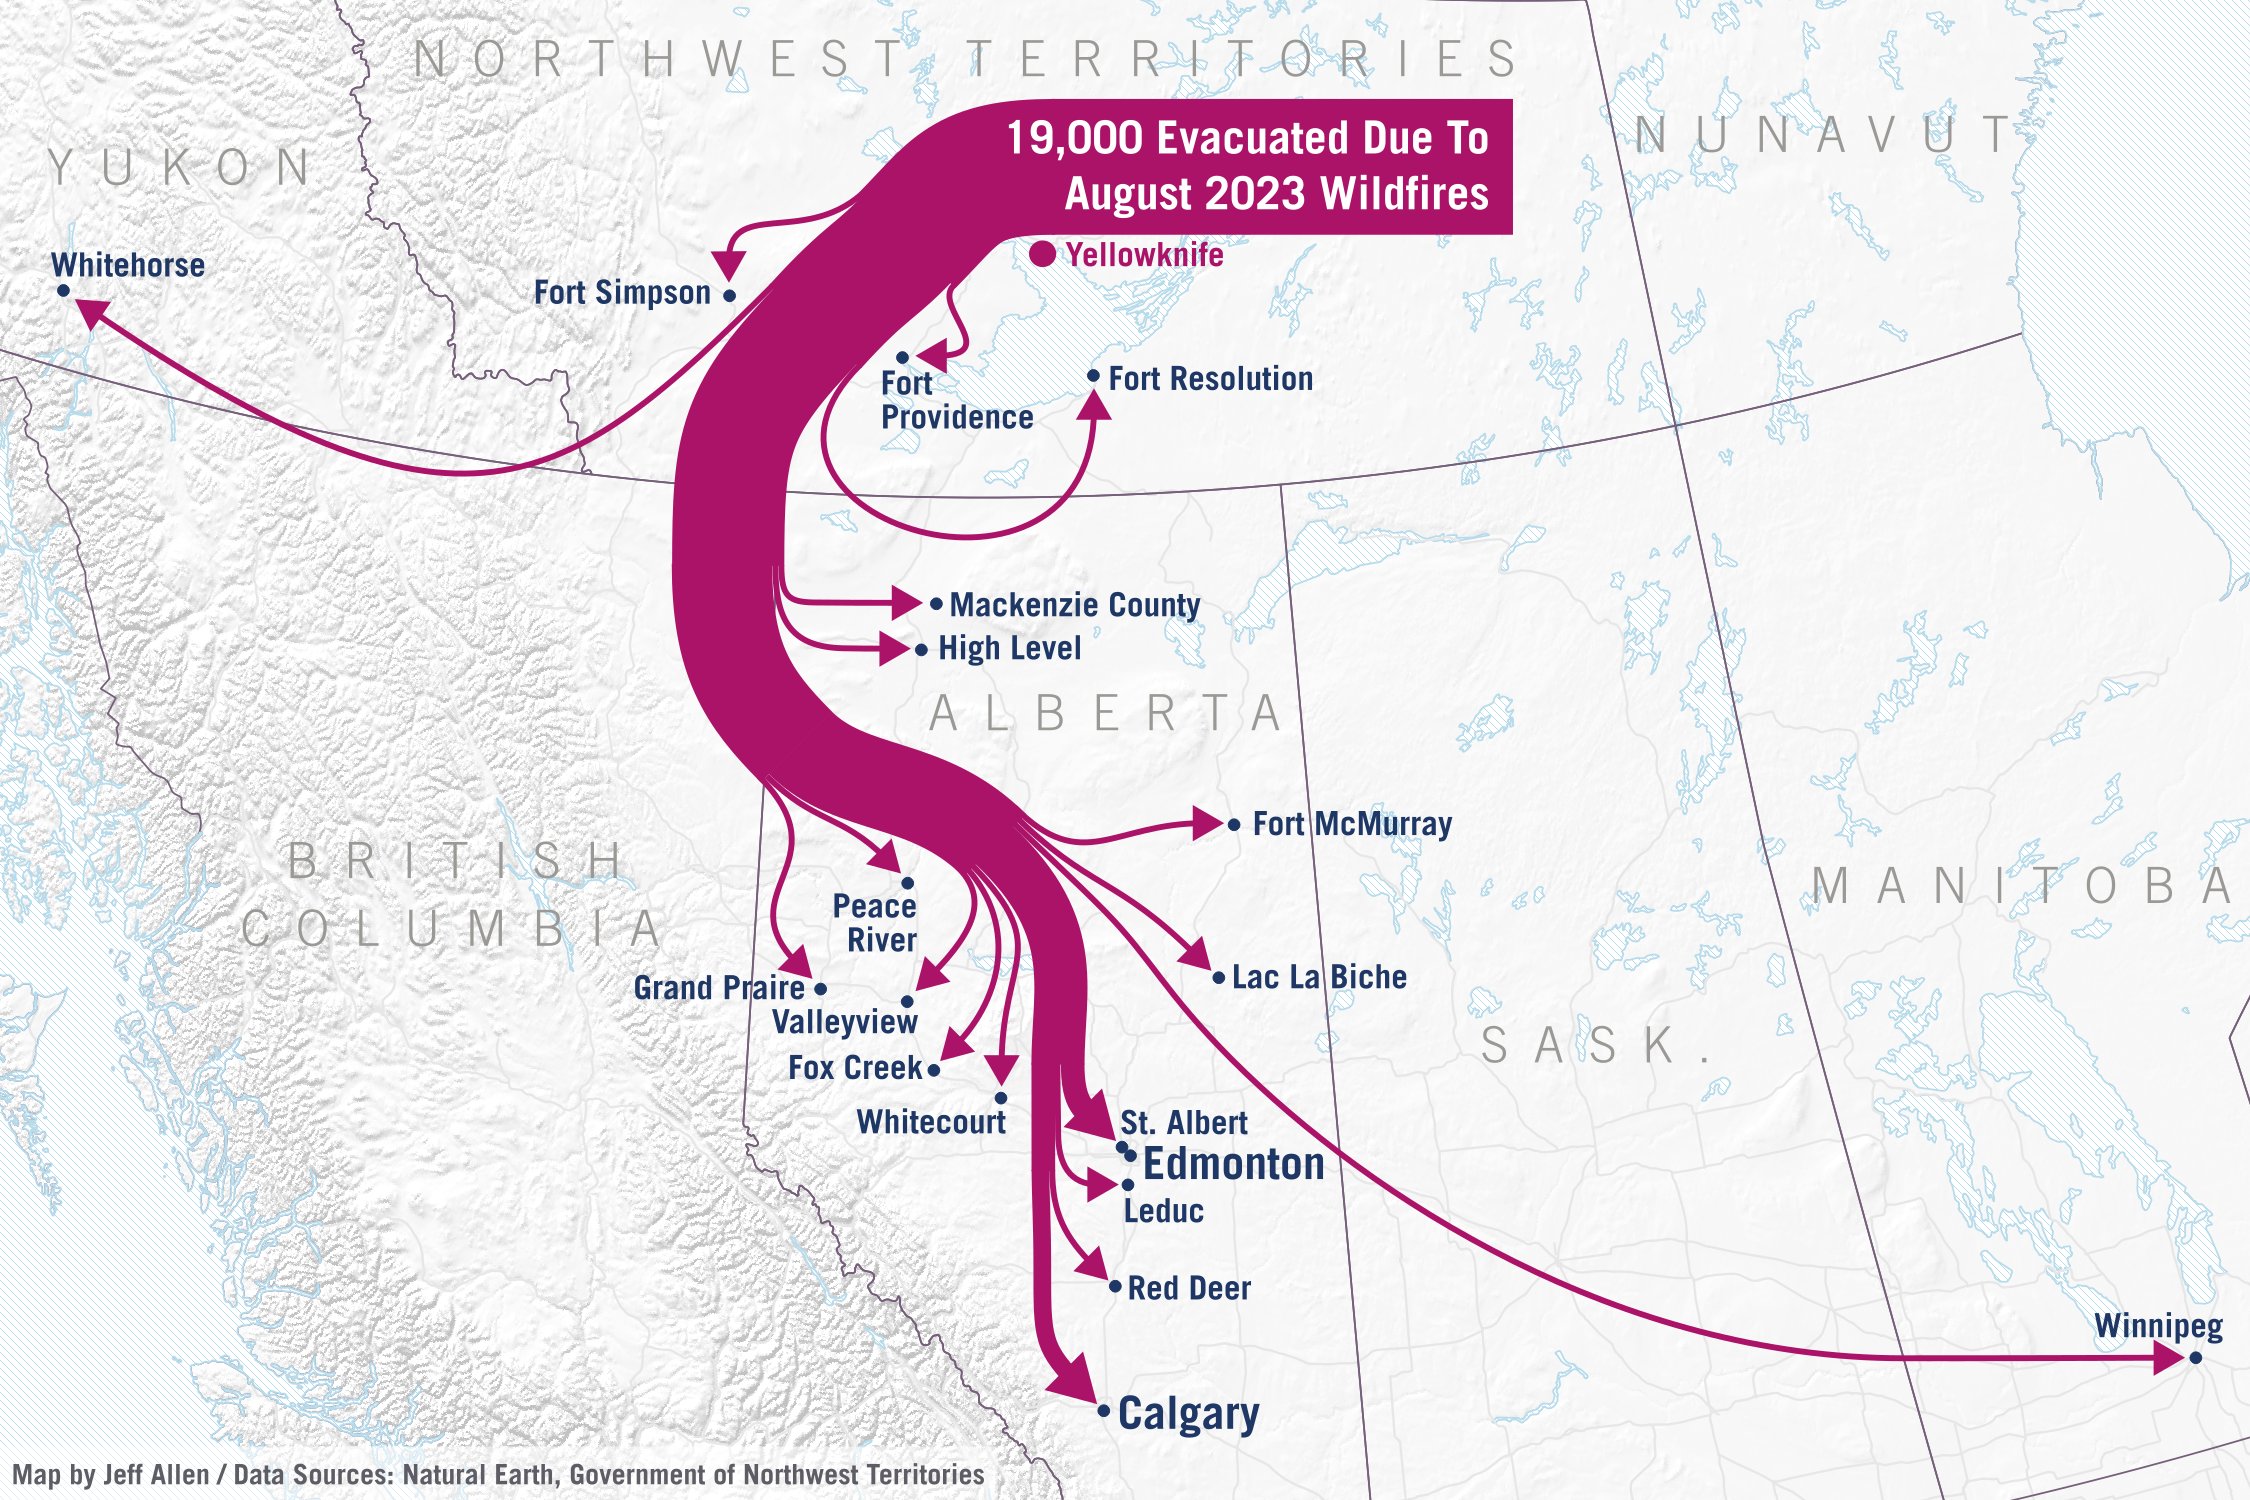 NORTHWEST TERRITORIES
19,000 Evacuated Due To
August 2023 Wildfires
NUNAVUT
YUKON
Yellowknife
Whitehorse
Fort Simpson
Fort
Providence
Fort Resolution
Mackenzie County
High Level
ALBERTA
Fort McMurray
BRITISH
COLUMBIA
MANITOBA
Peace
River
Lac La Biche
Grand Praire
Valleyview
SASK.
Fox Creek
Whitecourt
St. Albert
Edmonton
Leduc
Red Deer
Winnipeg
Calgary
Map by Jeff Allen / Data Sources: Natural Earth, Government of Northwest Territories